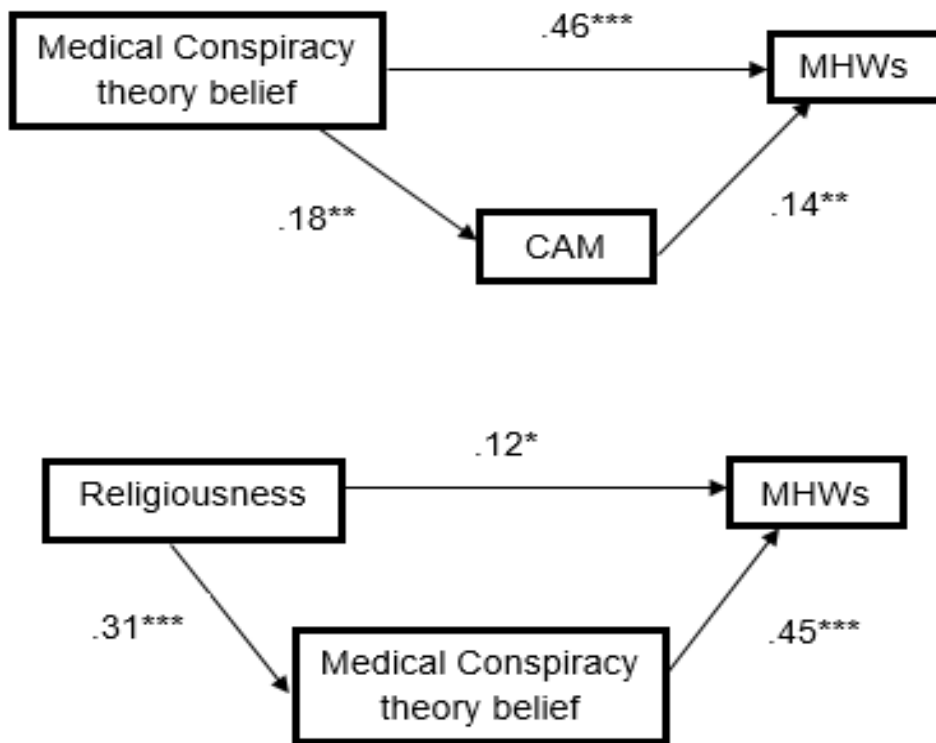 .46***
Medical Conspiracy
theory belief
MHWs
.18**
.14**
CAM
.12*
Religiousness
MHWs
.31***
.45***
Medical Conspiracy
theory belief